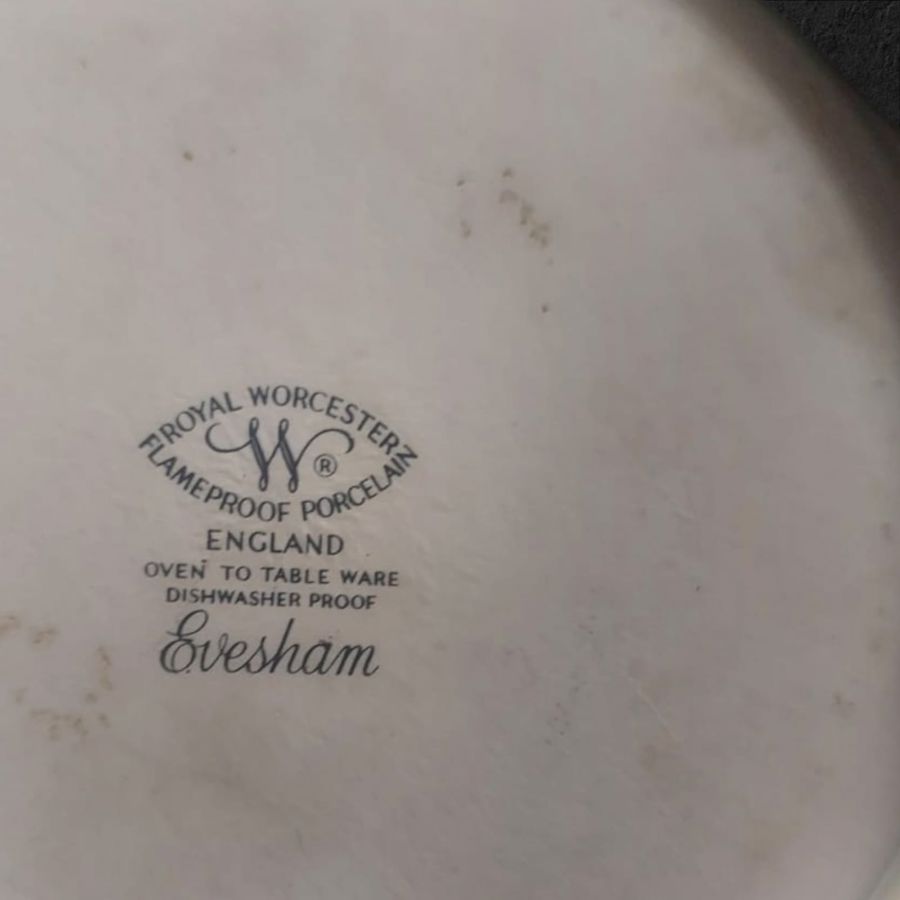 ROYAL WORCESTER
W®
FLAMEPROOF PORCELAIN
ENGLAND
OVEN TO TABLE WARE
DISHWASHER PROOF
Evesham